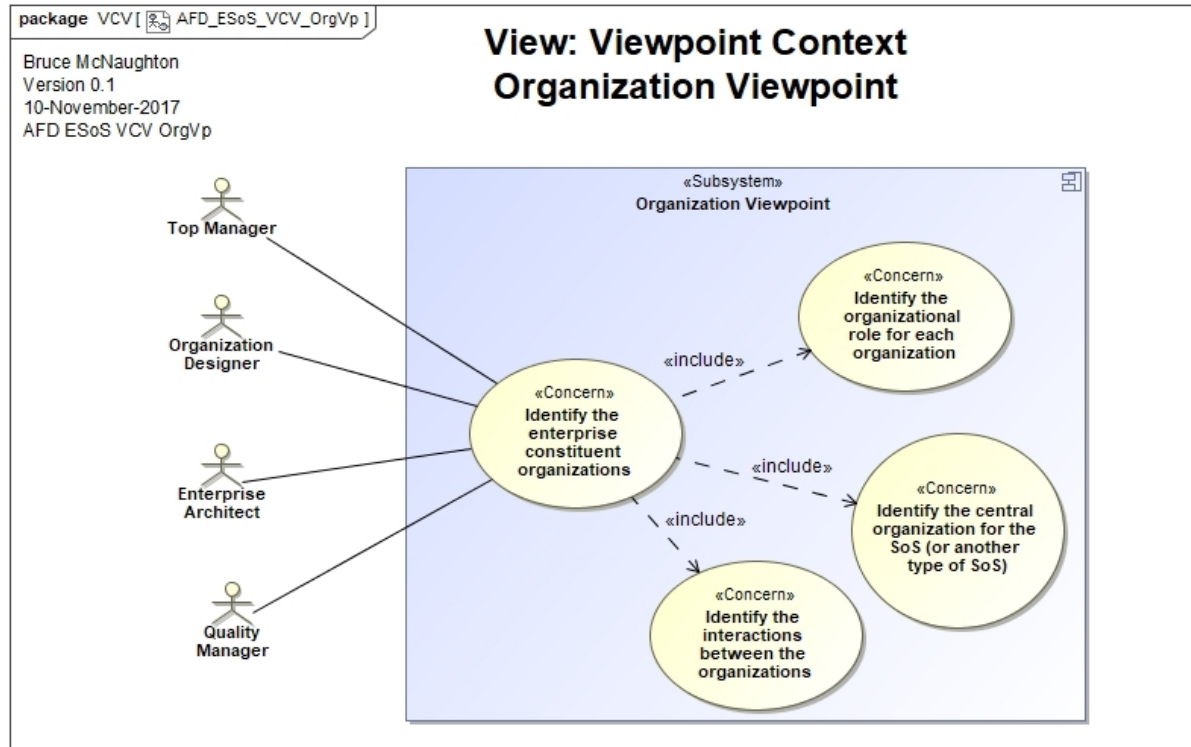 package VCV [ AFD_ESoS_VCV_OrgVp ]
View: Viewpoint Context
Organization Viewpoint
Bruce McNaughton
Version 0.1
10-November-2017
AFD ESoS VCV OrgVp
Top Manager
Organization
Designer
Enterprise
Architect
Quality
Manager
«Subsystem»
Organization Viewpoint
«Concern»
Identify the
enterprise
constituent
organizations
«include»
«Concern»
Identify the
organizational
role for each
organization
«include»
«Concern»
Identify the central
organization for the
SoS (or another
type of SoS)
«include»
«Concern»
Identify the
interactions
between the
organizations